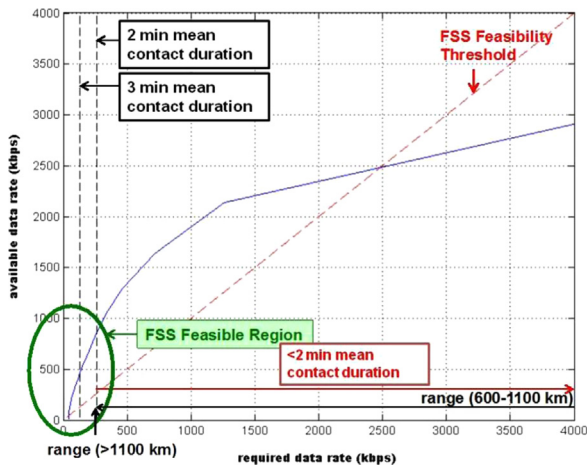 4000
3500
3000
2500
2000
1500
1000
500
0
available data rate (kbps)
2 min mean
contact duration
3 min mean
contact duration
FSS Feasibility
Threshold
FSS Feasible Region
<2 min mean
contact duration
range (600-1100 km)
0 500 1000 1500 2000 2500 3000 3500 4000
range (>1100 km)
required data rate (kbps)